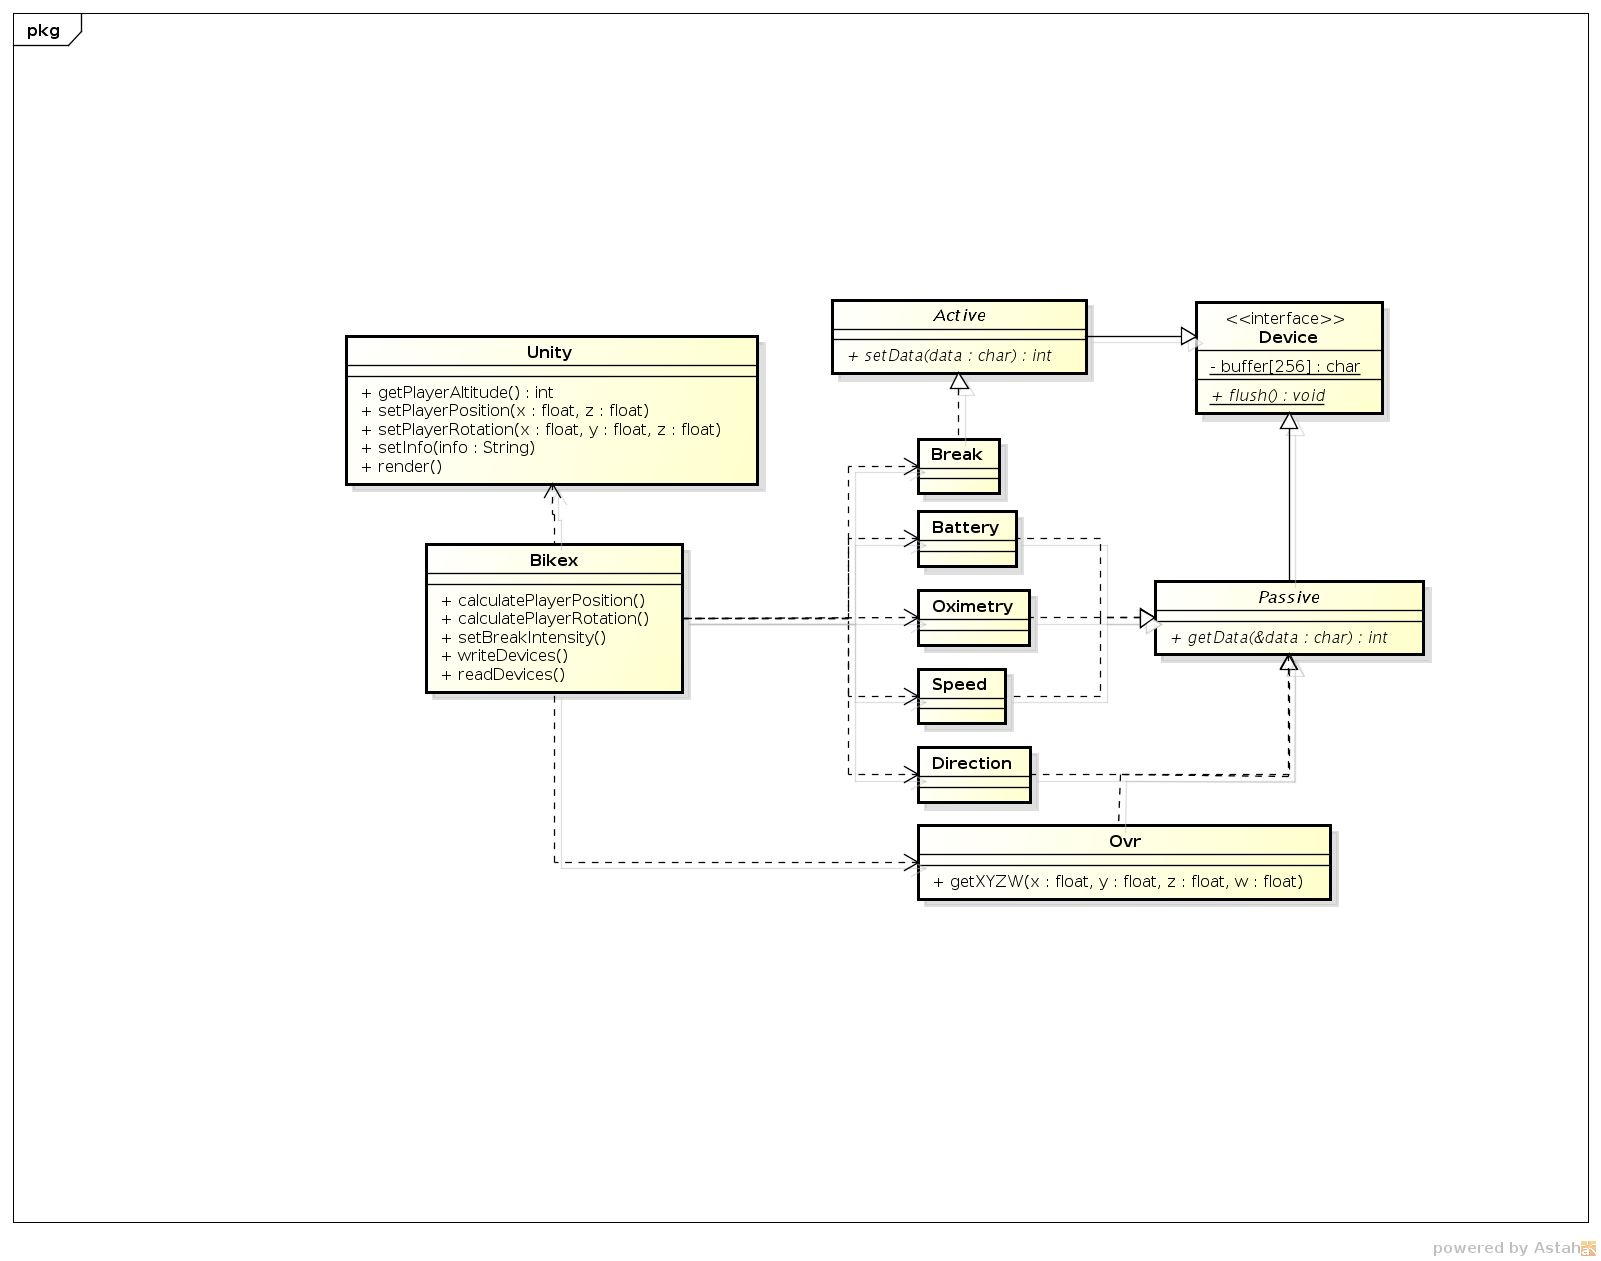 pkg
Unity
+ getPlayerAltitude() : int
+ setPlayerPosition(x : float, z : float)
+ setPlayerRotation(x : float, y : float, z : float)
+ setInfo(info : String)
+ render()
Bikex
+ calculatePlayerPosition()
+ calculatePlayerRotation()
+ setBreakIntensity()
+ writeDevices()
+ readDevices()
Active
+ setData(data : char) : int
<<interface>>
Device
- buffer[256] : char
+ flush() : void
Break
Battery
Oximetry
Speed
Direction
Passive
+ getData(&data : char) : int
Ovr
+ getXYZW(x : float, y : float, z : float, w : float)
powered by Astah